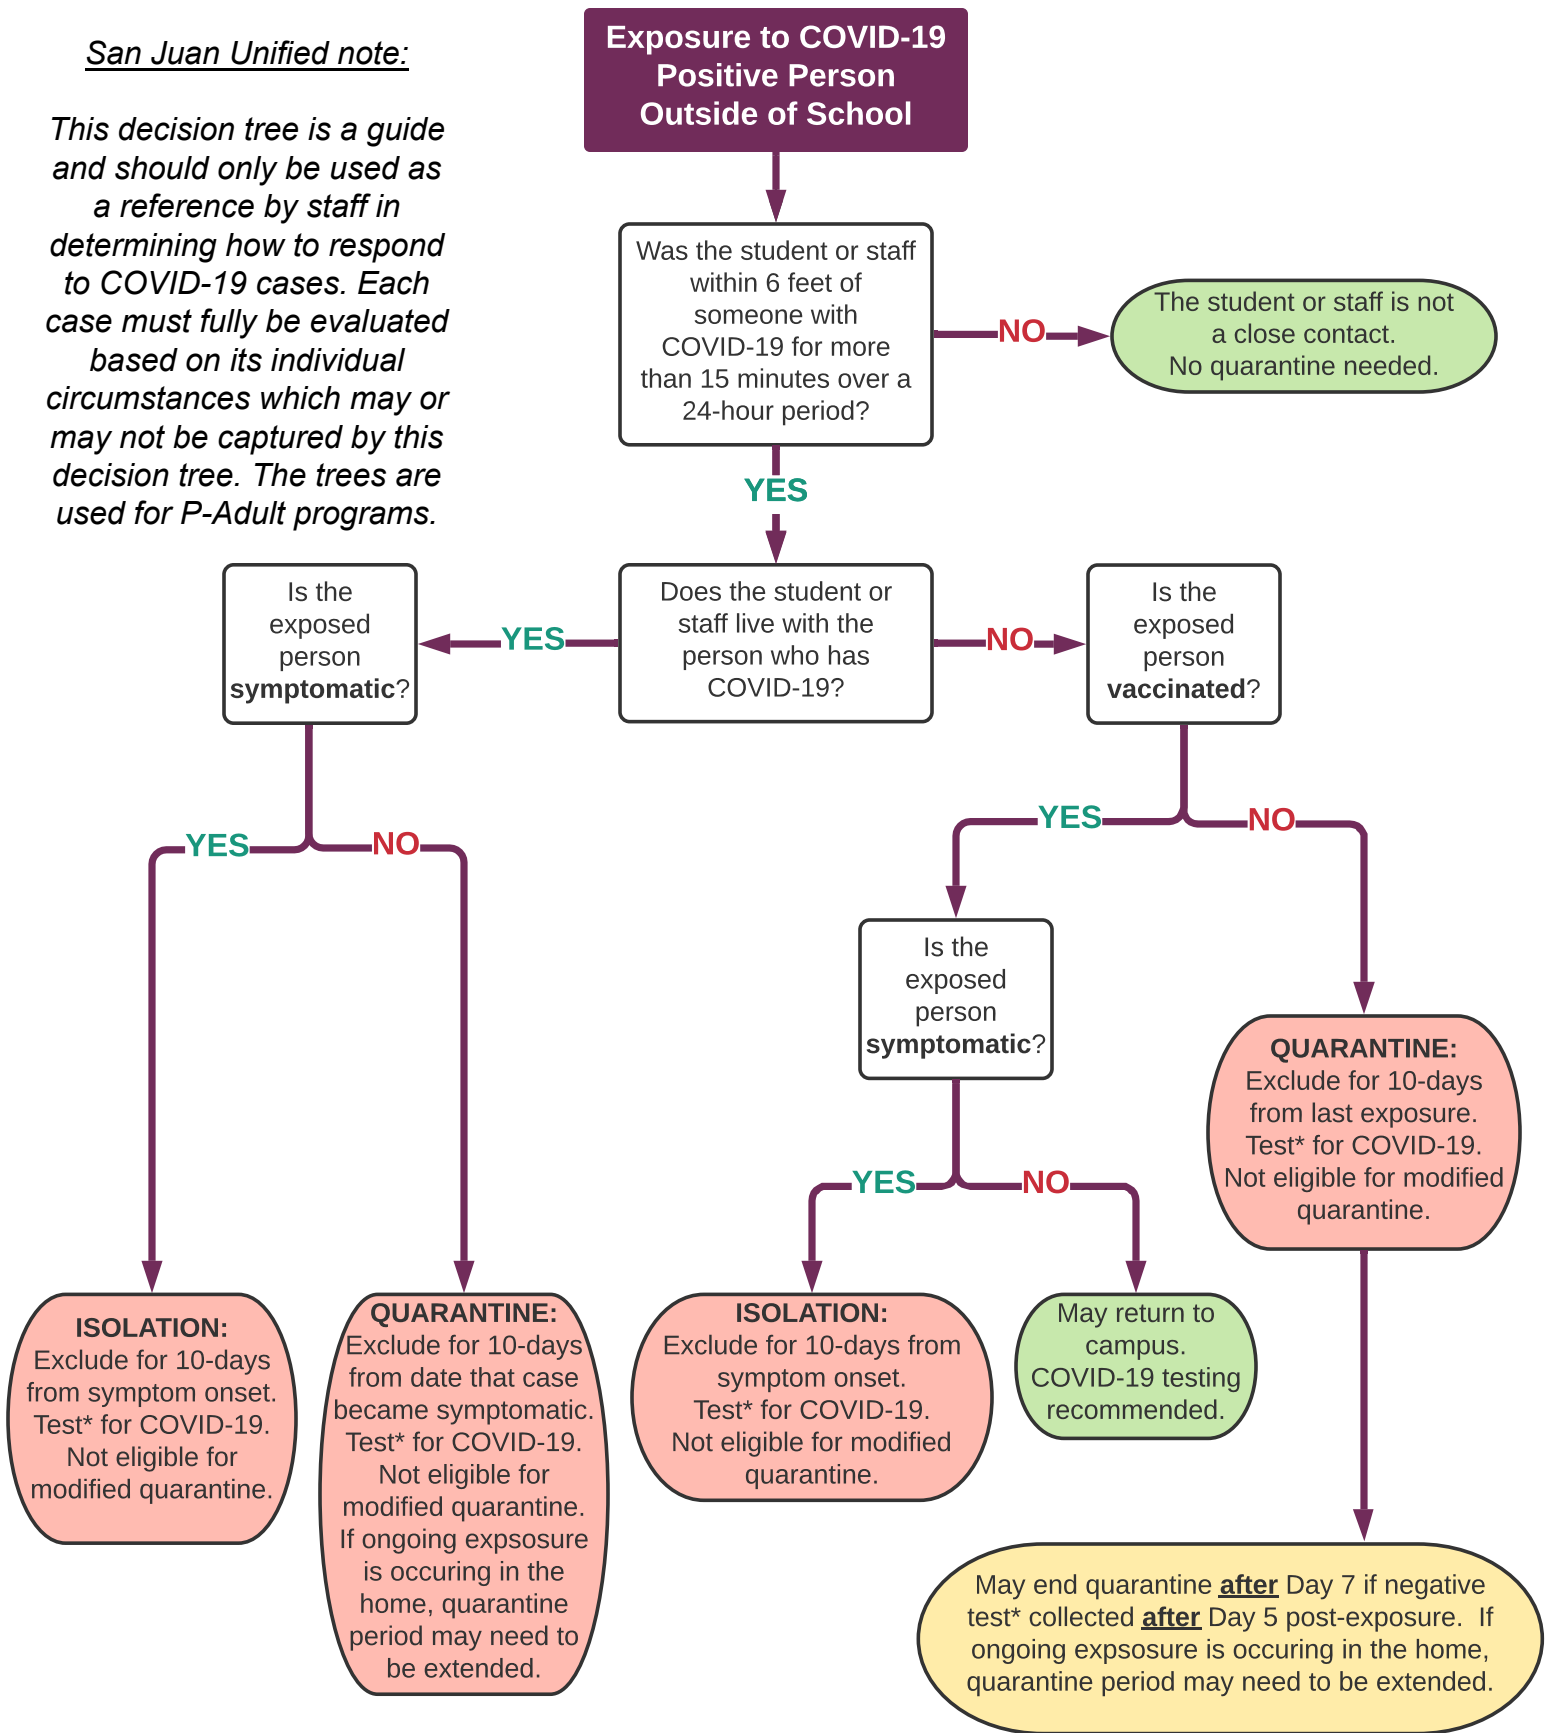 San Juan Unified note:
This decision tree is a guide
and should only be used as
a reference by staff in
determining how to respond
to COVID-19 cases. Each
case must fully be evaluated
based on its individual
circumstances which may or
may not be captured by this
decision tree. The trees are
used for P-Adult programs.
Exposure to COVID-19
Positive Person
Outside of School
Was the student or staff
within 6 feet of
someone with
COVID-19 for more
than 15 minutes over a
24-hour period?
NO
The student or staff is not
a close contact.
No quarantine needed.
YES
Does the student or
staff live with the
person who has
COVID-19?
YES
Is the
exposed
person
symptomatic?
NO
Is the
exposed
person
vaccinated?
YES
NO
YES
NO
Is the
exposed
person
symptomatic?
YES
NO
QUARANTINE:
Exclude for 10-days
from last exposure.
Test* for COVID-19.
Not eligible for modified
quarantine.
ISOLATION:
Exclude for 10-days
from symptom onset.
Test* for COVID-19.
Not eligible for
modified quarantine.
QUARANTINE:
Exclude for 10-days
from date that case
became symptomatic.
Test* for COVID-19.
Not eligible for
modified quarantine.
If ongoing expsosure
is occuring in the
home, quarantine
period may need to
be extended.
ISOLATION:
Exclude for 10-days from
symptom onset.
Test* for COVID-19.
Not eligible for modified
quarantine.
May return to
campus.
COVID-19 testing
recommended.
May end quarantine after Day 7 if negative
test* collected after Day 5 post-exposure.  If
ongoing expsosure is occuring in the home,
quarantine period may need to be extended.